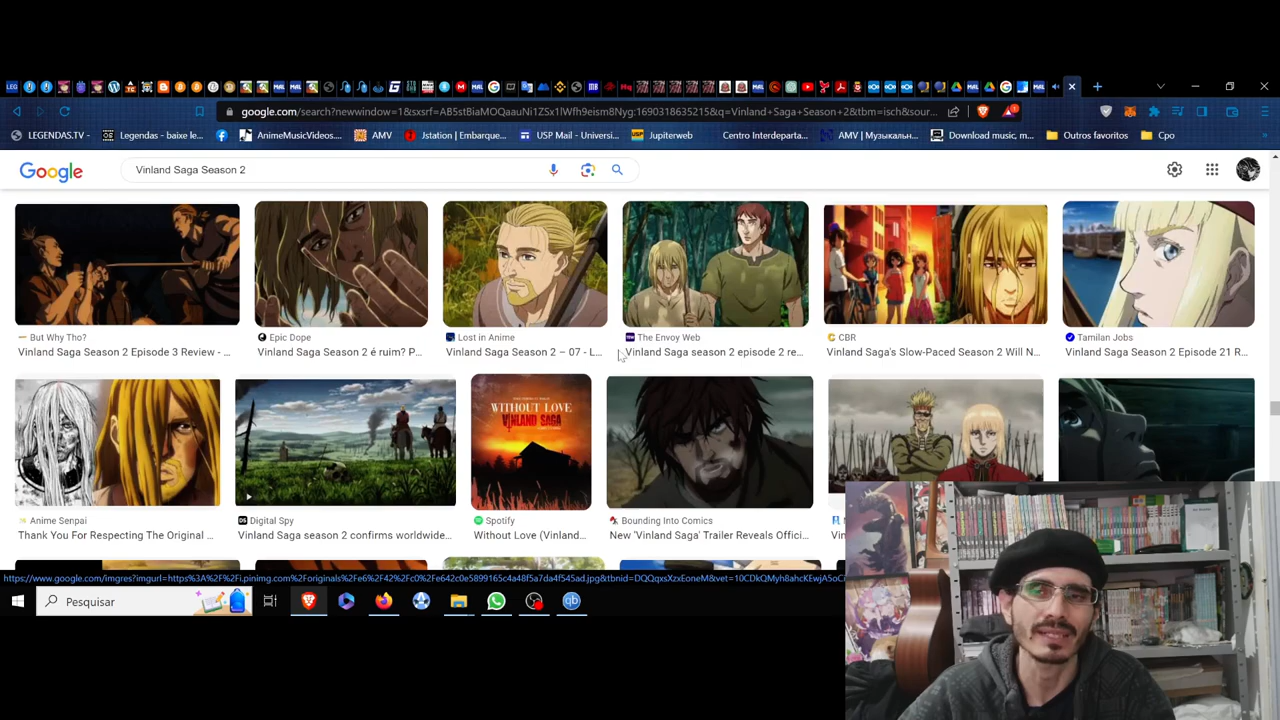 google.com/search?newwindow=1&sxsrf=AB5stBiaMOQaauNi1ZSx1lWfh9eism8Nyg:1690318635215&q=Vinland+Saga+Season+2&tbm=isch&sour...
LEGENDAS.TV - Legendas - baixe le... AnimeMusicVideos.... AMV Jstation | Embarque... USP Mail - Universi... Jupiterweb Centro Interdeparta... AMV | Музыкальн... Download music, m... Outros favoritos Cpo
Google Vinland Saga Season 2
But Why Tho? Epic Dope Lost in Anime The Envoy Web CBR Tamilan Jobs
Vinland Saga Season 2 Episode 3 Review - ... Vinland Saga Season 2 é ruim? P... Vinland Saga Season 2 – 07 - L... Vinland Saga season 2 episode 2 re... Vinland Saga's Slow-Paced Season 2 Will N... Vinland Saga Season 2 Episode 21 R...
WITHOUT LOVE
VINLAND SAGA
Anime Senpai Digital Spy Spotify Bounding Into Comics
Thank You For Respecting The Original ... Vinland Saga season 2 confirms worldwide... Without Love (Vinland... New 'Vinland Saga' Trailer Reveals Offici...
Pesquisar